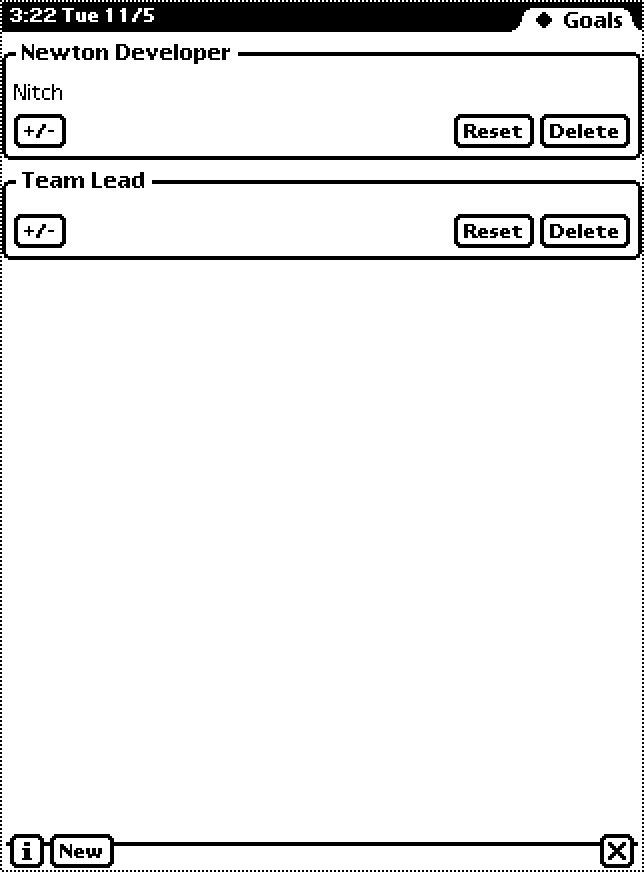 3:22 Tue 11/5
◆ Goals
Newton Developer
Nitch
+/-
Reset Delete
Team Lead
+/-
Reset Delete
i New X